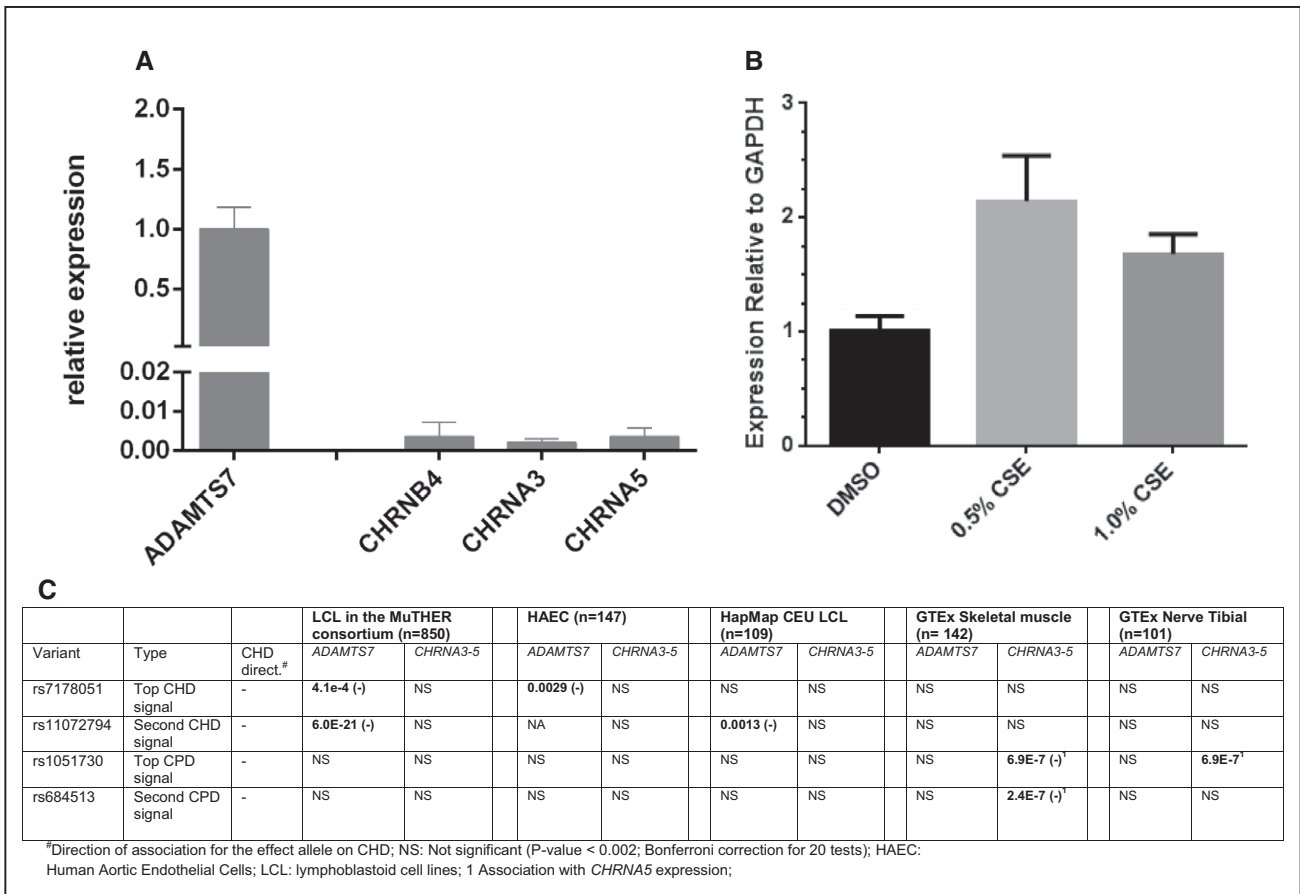 A
relative expression
2.0
1.5
1.0
0.5
0.02
0.01
0.00
ADAMTS7
CHRNB4
CHRNA3
CHRNA5
B
Expression Relative to GAPDH
3
2
1
0
DMSO
0.5% CSE
1.0% CSE
C
LCL in the MuTHER consortium (n=850) HAEC (n=147) HapMap CEU LCL (n=109) GTEx Skeletal muscle (n= 142) GTEx Nerve Tibial (n=101)
Variant Type CHD direct.# ADAMTS7 CHRNA3-5 ADAMTS7 CHRNA3-5 ADAMTS7 CHRNA3-5 ADAMTS7 CHRNA3-5 ADAMTS7 CHRNA3-5
rs7178051 Top CHD signal - 4.1e-4 (-) NS 0.0029 (-) NS NS NS NS NS NS NS
rs11072794 Second CHD signal - 6.0E-21 (-) NS NA NS 0.0013 (-) NS NS NS NS NS
rs1051730 Top CPD signal - NS NS NS NS NS NS NS 6.9E-7 (-)1 NS 6.9E-71
rs684513 Second CPD signal - NS NS NS NS NS NS NS 2.4E-7 (-)1 NS NS
#Direction of association for the effect allele on CHD; NS: Not significant (P-value < 0.002; Bonferroni correction for 20 tests); HAEC:
Human Aortic Endothelial Cells; LCL: lymphoblastoid cell lines; 1 Association with CHRNA5 expression;